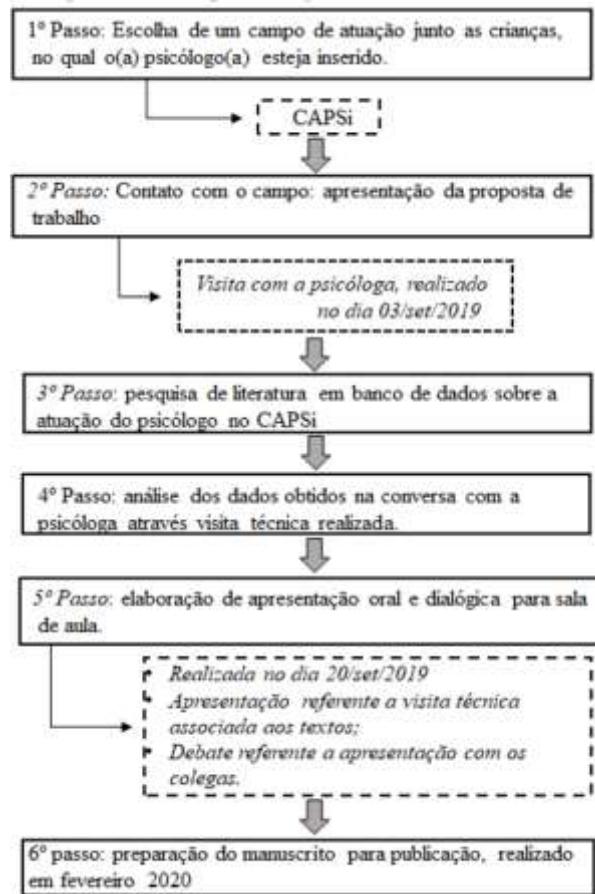 1º Passo: Escolha de um campo de atuação junto as crianças,
no qual o(a) psicólogo(a) esteja inserido.
CAPSi
2º Passo: Contato com o campo: apresentação da proposta de
trabalho
Visita com a psicóloga, realizado
no dia 03/set/2019
3º Passo: pesquisa de literatura em banco de dados sobre a
atuação do psicólogo no CAPSi
4º Passo: análise dos dados obtidos na conversa com a
psicóloga através visita técnica realizada.
5º Passo: elaboração de apresentação oral e dialógica para sala
de aula.
• Realizada no dia 20/set/2019
• Apresentação referente a visita técnica
associada aos textos;
• Debate referente a apresentação com os
colegas.
6º passo: preparação do manuscrito para publicação, realizado
em fevereiro 2020